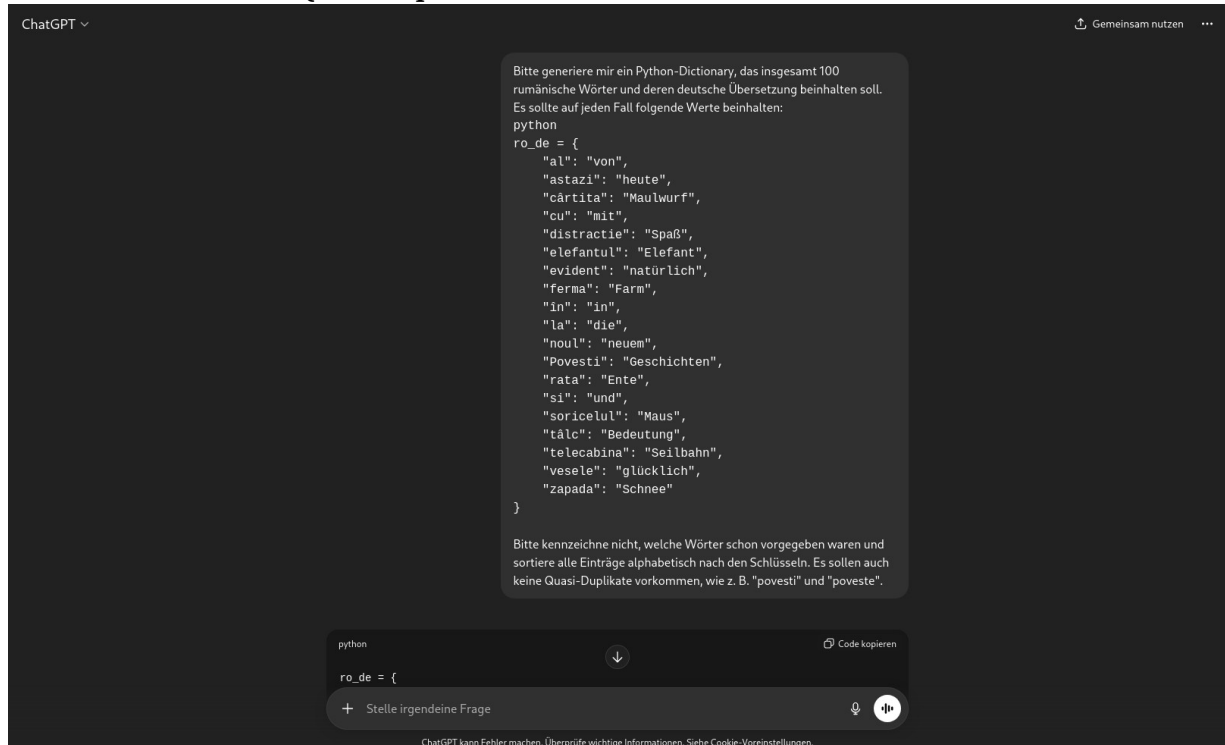 ChatGPT
Gemeinsam nutzen
Bitte generiere mir ein Python-Dictionary, das insgesamt 100
rumänische Wörter und deren deutsche Übersetzung beinhalten soll.
Es sollte auf jeden Fall folgende Werte beinhalten:
python
ro_de = {
"al": "von",
"astazi": "heute",
"cârtita": "Maulwurf",
"cu": "mit",
"distractie": "Spaß",
"elefantul": "Elefant",
"evident": "natürlich",
"ferma": "Farm",
"în": "in",
"la": "die",
"noul": "neuem",
"Povesti": "Geschichten",
"rata": "Ente",
"si": "und",
"soricelul": "Maus",
"tâlc": "Bedeutung",
"telecabina": "Seilbahn",
"vesele": "glücklich",
"zapada": "Schnee"
}
Bitte kennzeichne nicht, welche Wörter schon vorgegeben waren und
sortiere alle Einträge alphabetisch nach den Schlüsseln. Es sollen auch
keine Quasi-Duplikate vorkommen, wie z. B. "povesti" und "poveste".
python
Code kopieren
ro_de = {
Stelle irgendeine Frage
ChatGPT kann Fehler machen. Überprüfe wichtige Informationen. Siehe Cookie-Voreinstellungen.